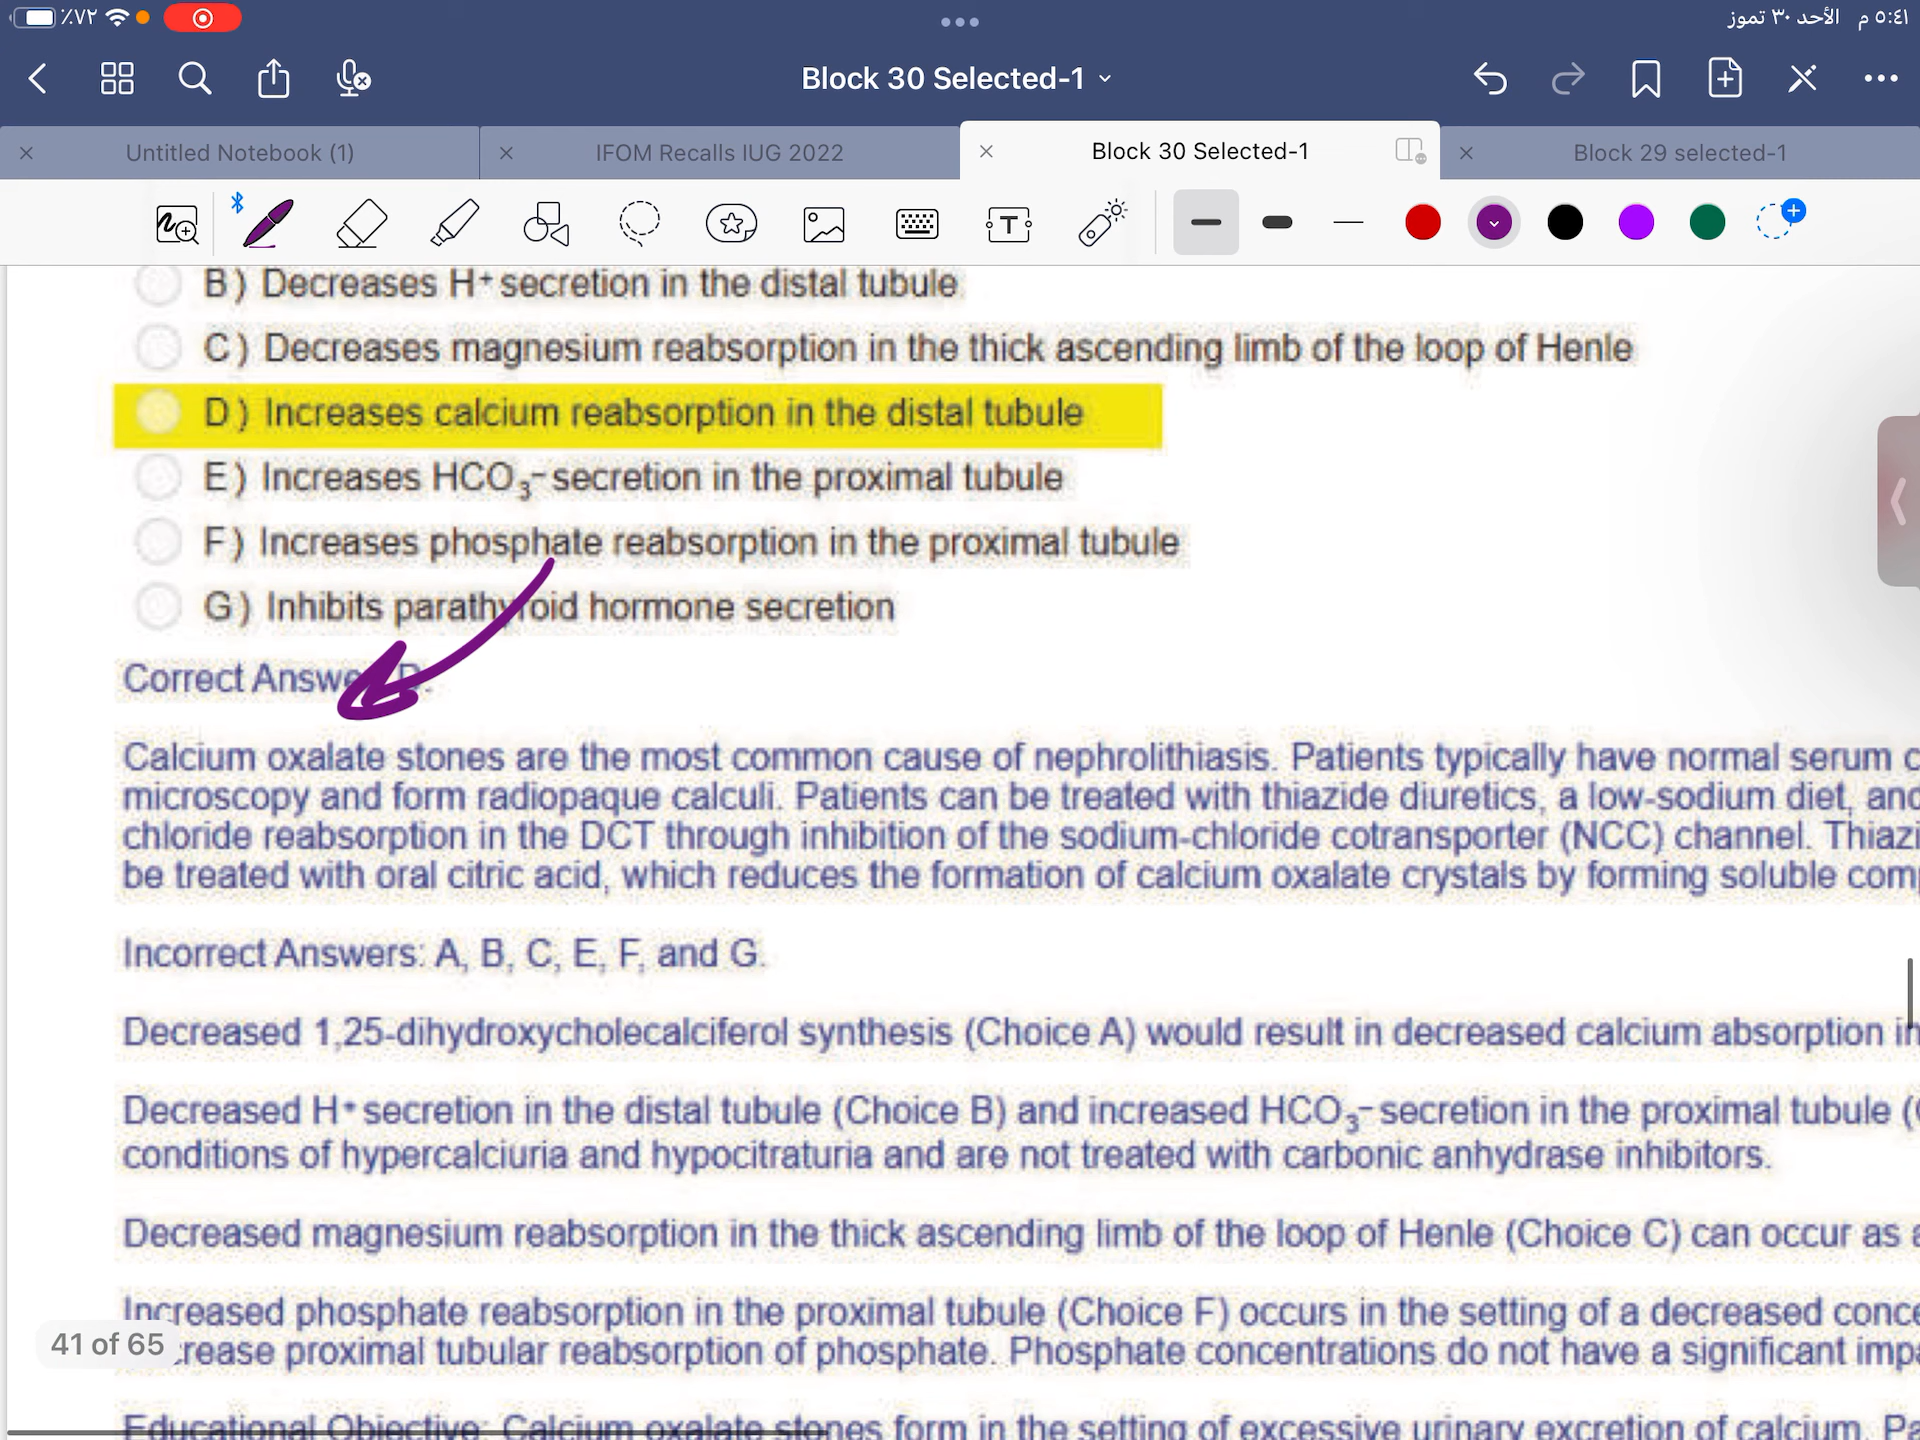 ٪٧٢
٥:٤١ م الأحد ٣٠ تموز
Block 30 Selected-1
Untitled Notebook (1)
IFOM Recalls IUG 2022
Block 30 Selected-1
Block 29 selected-1
T
B) Decreases H+ secretion in the distal tubule
C) Decreases magnesium reabsorption in the thick ascending limb of the loop of Henle
D) Increases calcium reabsorption in the distal tubule
E) Increases HCO3− secretion in the proximal tubule
F) Increases phosphate reabsorption in the proximal tubule
G) Inhibits parathyroid hormone secretion
Correct Answer: D.
Calcium oxalate stones are the most common cause of nephrolithiasis. Patients typically have normal serum c
microscopy and form radiopaque calculi. Patients can be treated with thiazide diuretics, a low-sodium diet, and
chloride reabsorption in the DCT through inhibition of the sodium-chloride cotransporter (NCC) channel. Thiazi
be treated with oral citric acid, which reduces the formation of calcium oxalate crystals by forming soluble com
Incorrect Answers: A, B, C, E, F, and G.
Decreased 1,25-dihydroxycholecalciferol synthesis (Choice A) would result in decreased calcium absorption in
Decreased H+ secretion in the distal tubule (Choice B) and increased HCO3− secretion in the proximal tubule (
conditions of hypercalciuria and hypocitraturia and are not treated with carbonic anhydrase inhibitors.
Decreased magnesium reabsorption in the thick ascending limb of the loop of Henle (Choice C) can occur as a
Increased phosphate reabsorption in the proximal tubule (Choice F) occurs in the setting of a decreased conce
crease proximal tubular reabsorption of phosphate. Phosphate concentrations do not have a significant impa
41 of 65
Educational Objective: Calcium oxalate stones form in the setting of excessive urinary excretion of calcium. Pa